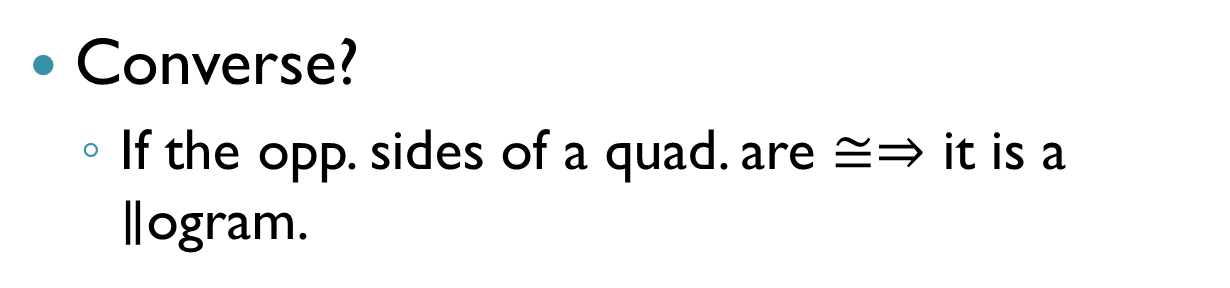 • Converse?
◦ If the opp. sides of a quad. are ≅⇒ it is a
∥ogram.